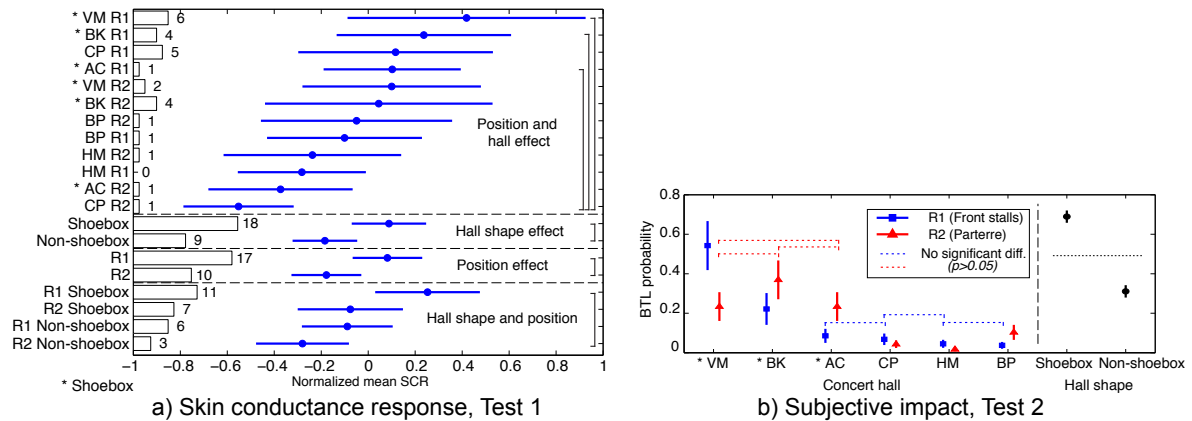 * VM R1
6
* BK R1
4
CP R1
5
* AC R1
1
* VM R2
2
* BK R2
4
BP R2
1
BP R1
1
HM R2
1
HM R1
0
* AC R2
1
CP R2
1
Position and
hall effect
Shoebox
18
Non-shoebox
9
Hall shape effect
R1
17
R2
10
Position effect
R1 Shoebox
11
R2 Shoebox
7
R1 Non-shoebox
6
R2 Non-shoebox
3
Hall shape and position
-1 -0.8 -0.6 -0.4 -0.2 0 0.2 0.4 0.6 0.8 1
Normalized mean SCR
* Shoebox
a) Skin conductance response, Test 1
0.8
0.6
0.4
0.2
0
BTL probability
R1 (Front stalls)
R2 (Parterre)
No significant diff.
(p>0.05)
* VM * BK * AC CP HM BP Shoebox Non-shoebox
Concert hall Hall shape
b) Subjective impact, Test 2